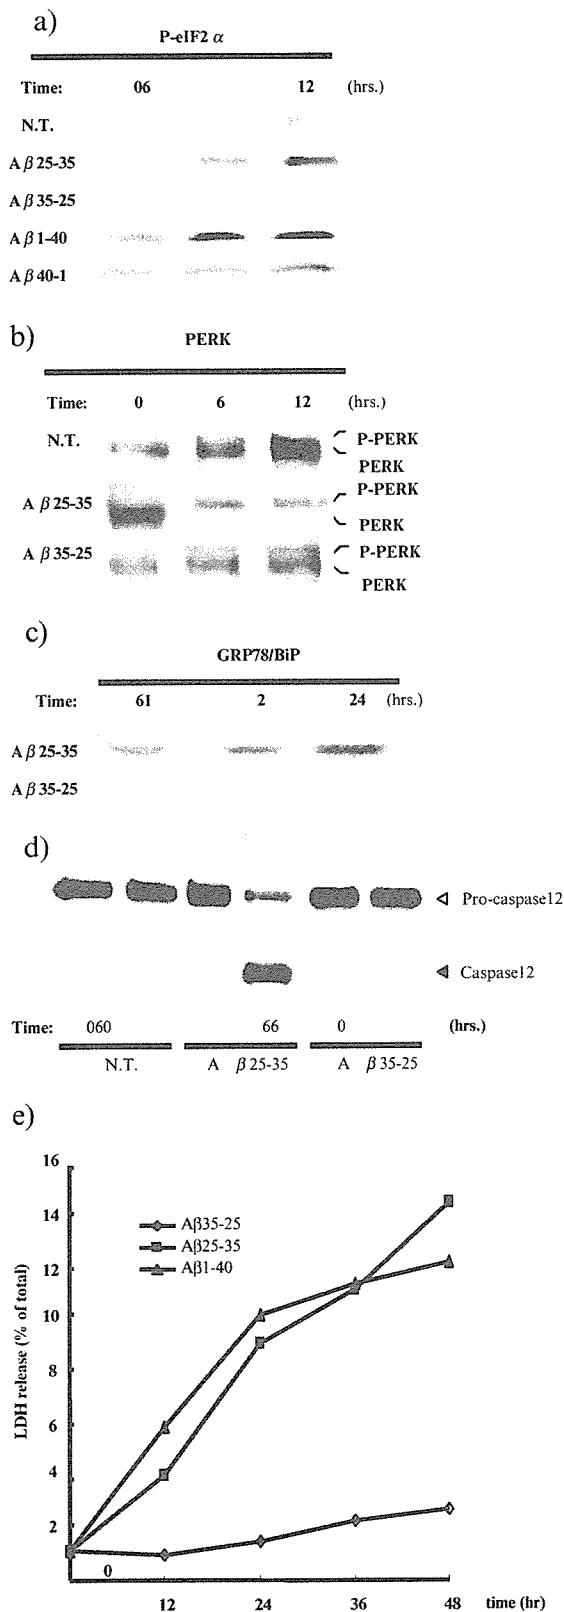 a)
P-eIF2 α
Time: 06 12 (hrs.)
N.T.
A β 25-35
A β 35-25
A β 1-40
A β 40-1
b)
PERK
Time: 0 6 12 (hrs.)
N.T. P-PERK
PERK
P-PERK
A β 25-35
PERK
A β 35-25 P-PERK
PERK
c)
GRP78/BiP
Time: 61 2 24 (hrs.)
A β 25-35
A β 35-25
d)
Pro-caspase12
Caspase12
Time: 060 66 0 (hrs.)
N.T. A β 25-35 A β 35-25
e)
16
14
12
10
8
6
4
2
LDH release (% of total)
Aβ35-25
Aβ25-35
Aβ1-40
0
12 24 36 48 time (hr)